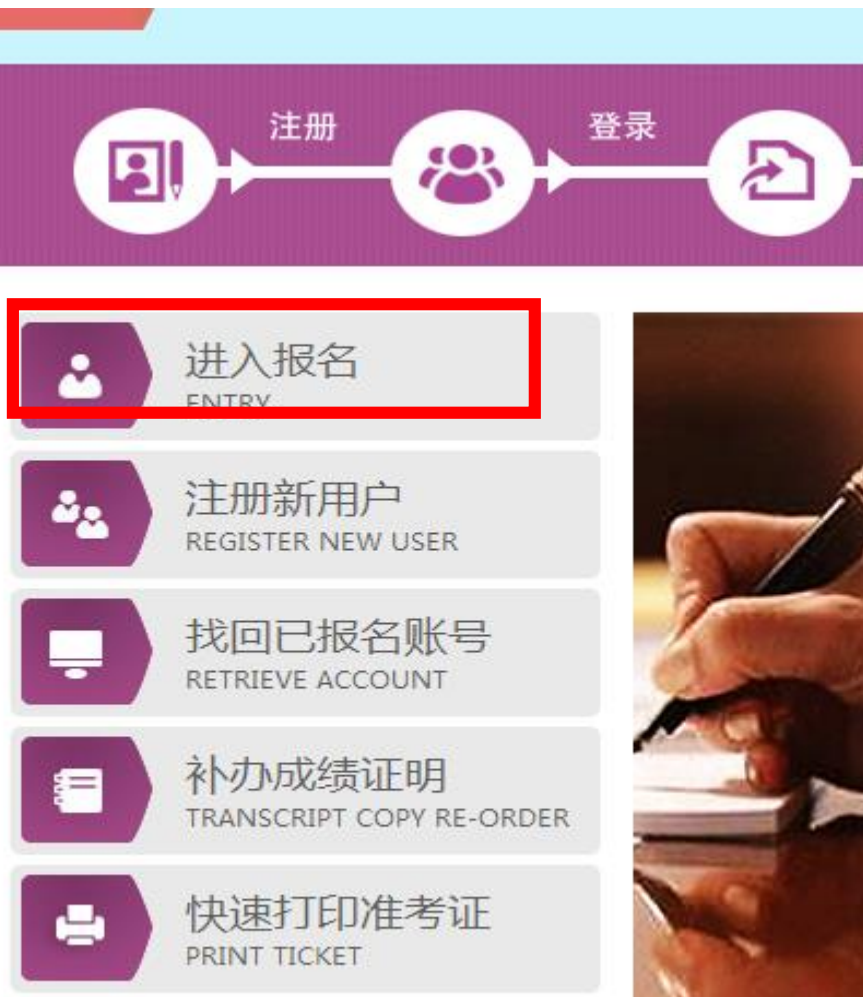 注册
登录
进入报名
ENTRY
注册新用户
REGISTER NEW USER
找回已报名账号
RETRIEVE ACCOUNT
补办成绩证明
TRANSCRIPT COPY RE-ORDER
快速打印准考证
PRINT TICKET